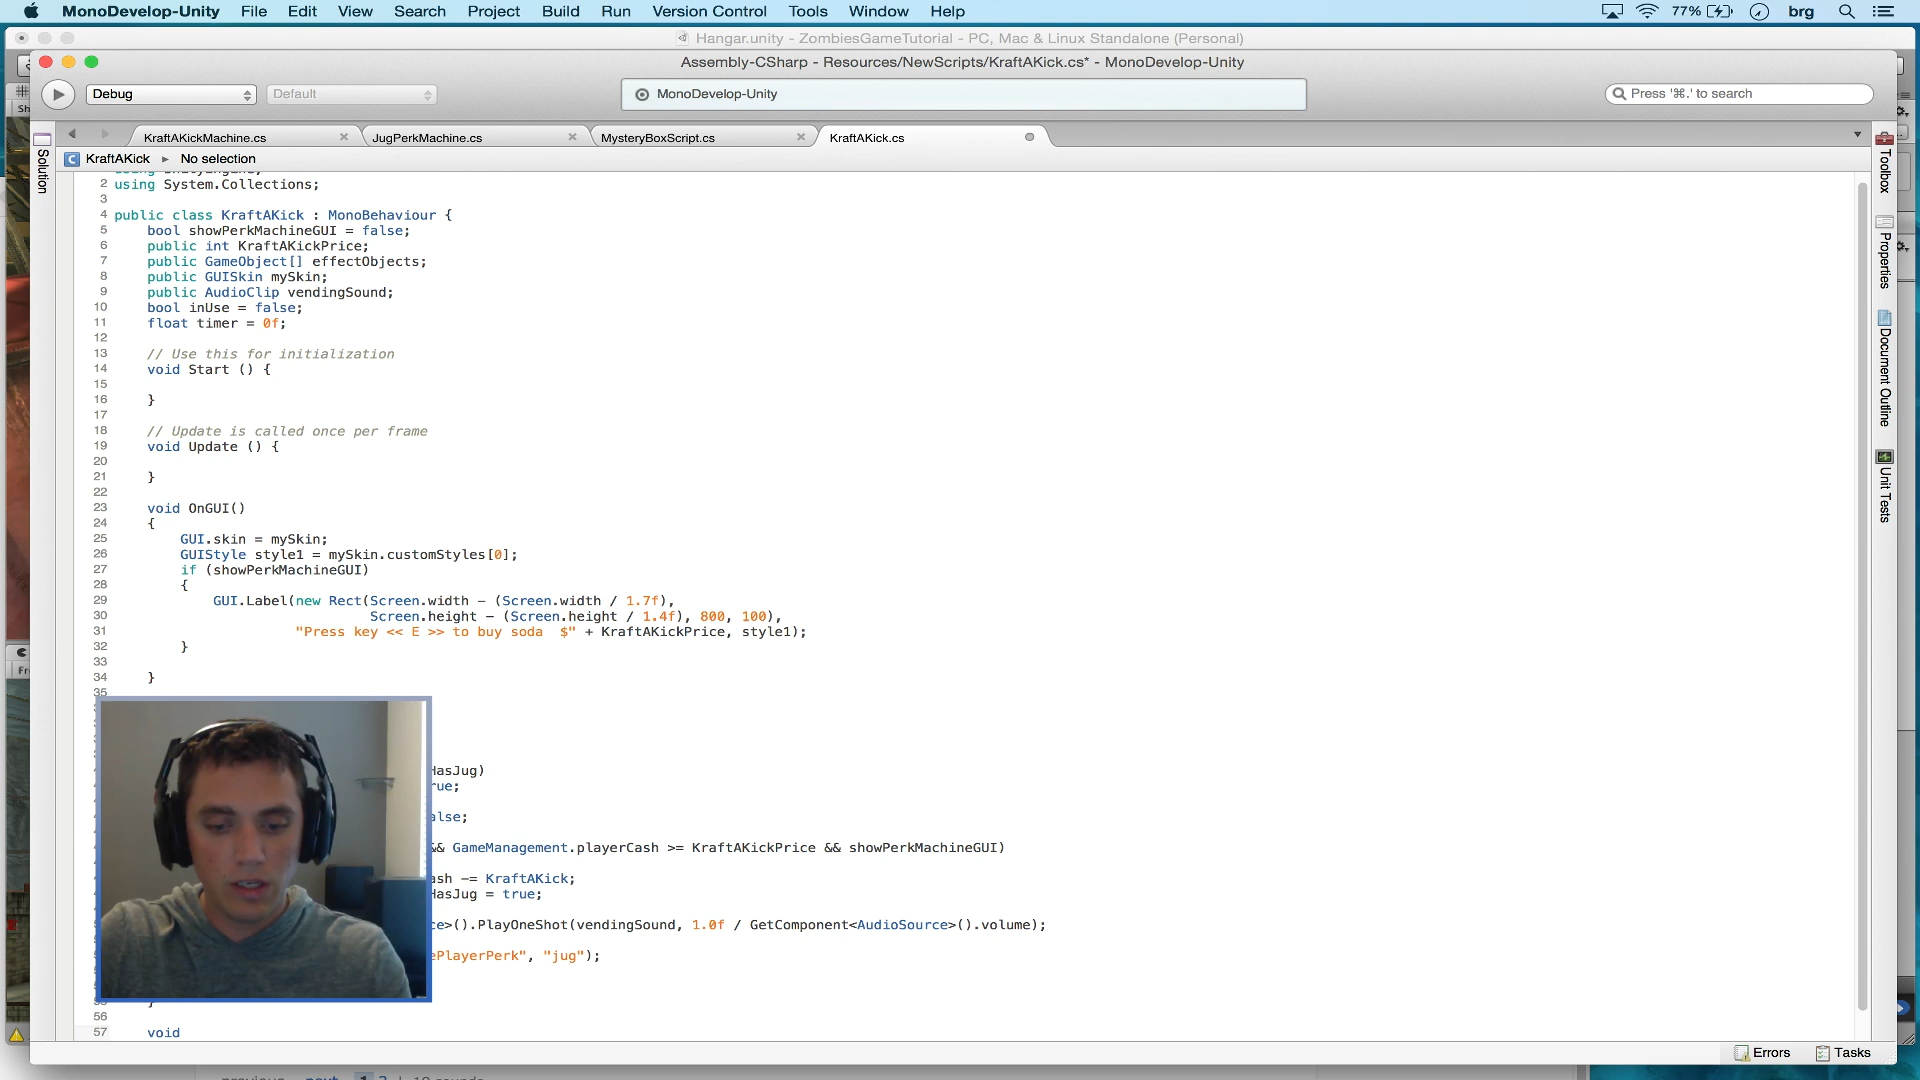 MonoDevelop-Unity File Edit View Search Project Build Run Version Control Tools Window Help 77% brg
Hangar.unity - ZombiesGameTutorial - PC, Mac & Linux Standalone (Personal)
Assembly-CSharp - Resources/NewScripts/KraftAKick.cs* - MonoDevelop-Unity
Debug Default MonoDevelop-Unity Press '⌘.' to search
KraftAKickMachine.cs JugPerkMachine.cs MysteryBoxScript.cs KraftAKick.cs
KraftAKick ▸ No selection
Solution
Toolbox
Properties
Document Outline
Unit Tests
2 using System.Collections;
3
4 public class KraftAKick : MonoBehaviour {
5 bool showPerkMachineGUI = false;
6 public int KraftAKickPrice;
7 public GameObject[] effectObjects;
8 public GUISkin mySkin;
9 public AudioClip vendingSound;
10 bool inUse = false;
11 float timer = 0f;
12
13 // Use this for initialization
14 void Start () {
15
16 }
17
18 // Update is called once per frame
19 void Update () {
20
21 }
22
23 void OnGUI()
24 {
25 GUI.skin = mySkin;
26 GUIStyle style1 = mySkin.customStyles[0];
27 if (showPerkMachineGUI)
28 {
29 GUI.Label(new Rect(Screen.width - (Screen.width / 1.7f),
30 Screen.height - (Screen.height / 1.4f), 800, 100),
31 "Press key << E >> to buy soda  $" + KraftAKickPrice, style1);
32 }
33
34 }
35
HasJug)
rue;
alse;
&& GameManagement.playerCash >= KraftAKickPrice && showPerkMachineGUI)
ash -= KraftAKick;
HasJug = true;
ce>().PlayOneShot(vendingSound, 1.0f / GetComponent<AudioSource>().volume);
ePlayerPerk", "jug");
}
56
57 void
Errors Tasks